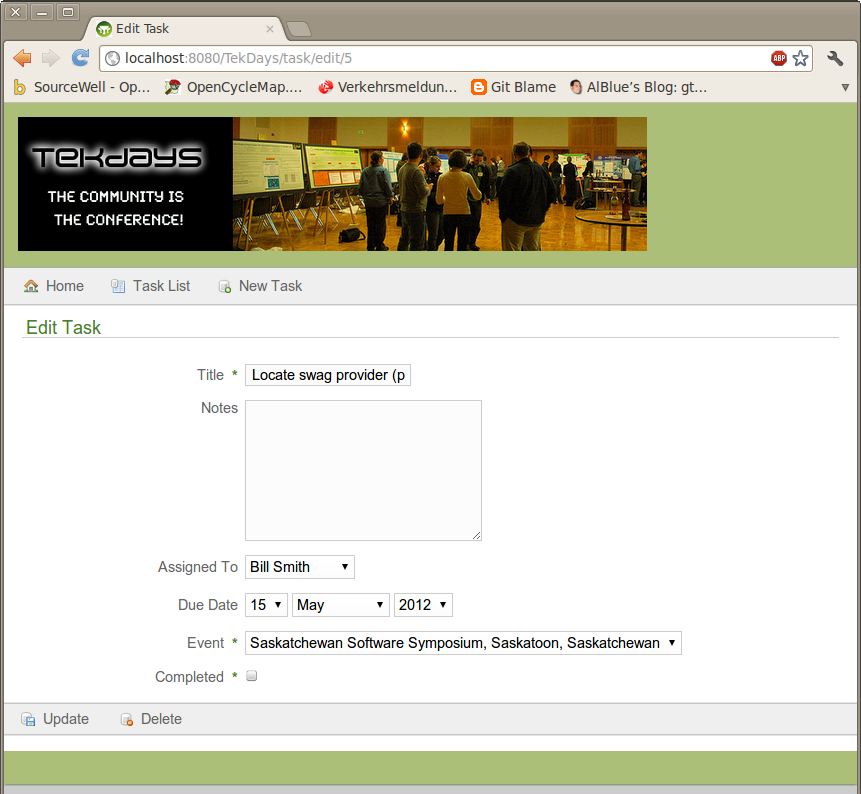 Edit Task
localhost:8080/TekDays/task/edit/5
ABP
SourceWell - Op... OpenCycleMap.... Verkehrsmeldun... Git Blame AlBlue's Blog: gt...
TEKDAYS
THE COMMUNITY IS
THE CONFERENCE!
Home Task List New Task
Edit Task
Title * Locate swag provider (p
Notes
Assigned To Bill Smith
Due Date 15 May 2012
Event * Saskatchewan Software Symposium, Saskatoon, Saskatchewan
Completed *
Update Delete